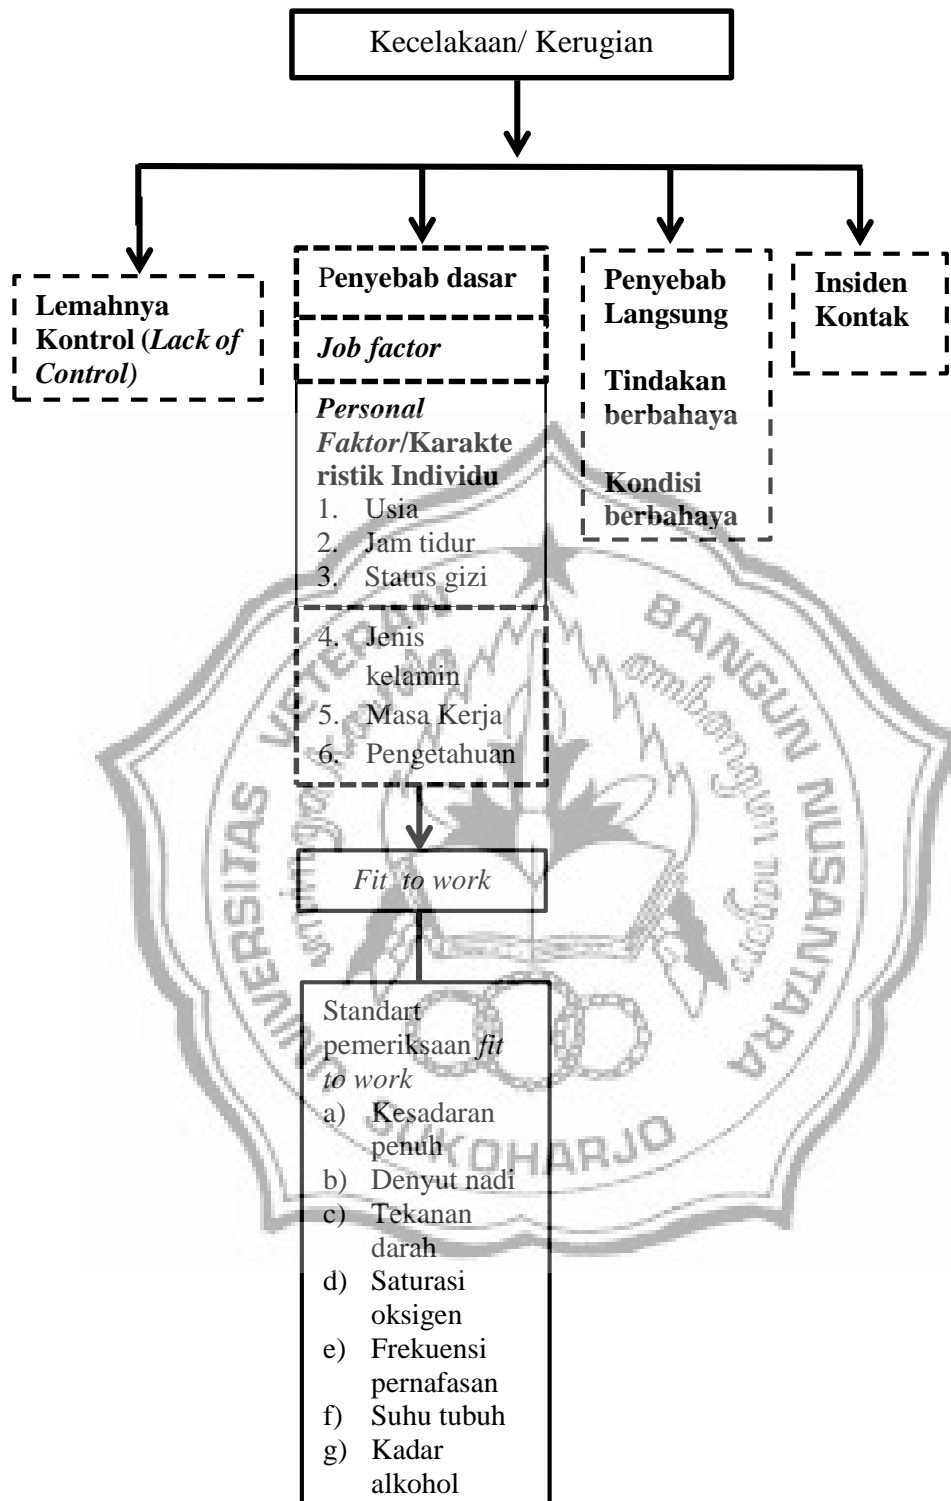 Kecelakaan/ Kerugian
Lemahnya
Kontrol (Lack of
Control)
Penyebab dasar
Job factor
Personal
Faktor/Karakte
ristik Individu
1. Usia
2. Jam tidur
3. Status gizi
4. Jenis
kelamin
5. Masa Kerja
6. Pengetahuan
Penyebab
Langsung
Tindakan
berbahaya
Kondisi
berbahaya
Insiden
Kontak
Fit to work
Standart
pemeriksaan fit
to work
a) Kesadaran
penuh
b) Denyut nadi
c) Tekanan
darah
d) Saturasi
oksigen
e) Frekuensi
pernafasan
f) Suhu tubuh
g) Kadar
alkohol
UNIVERSITAS VETERAN BANGUN NUSANTARA
SUKOHARJO